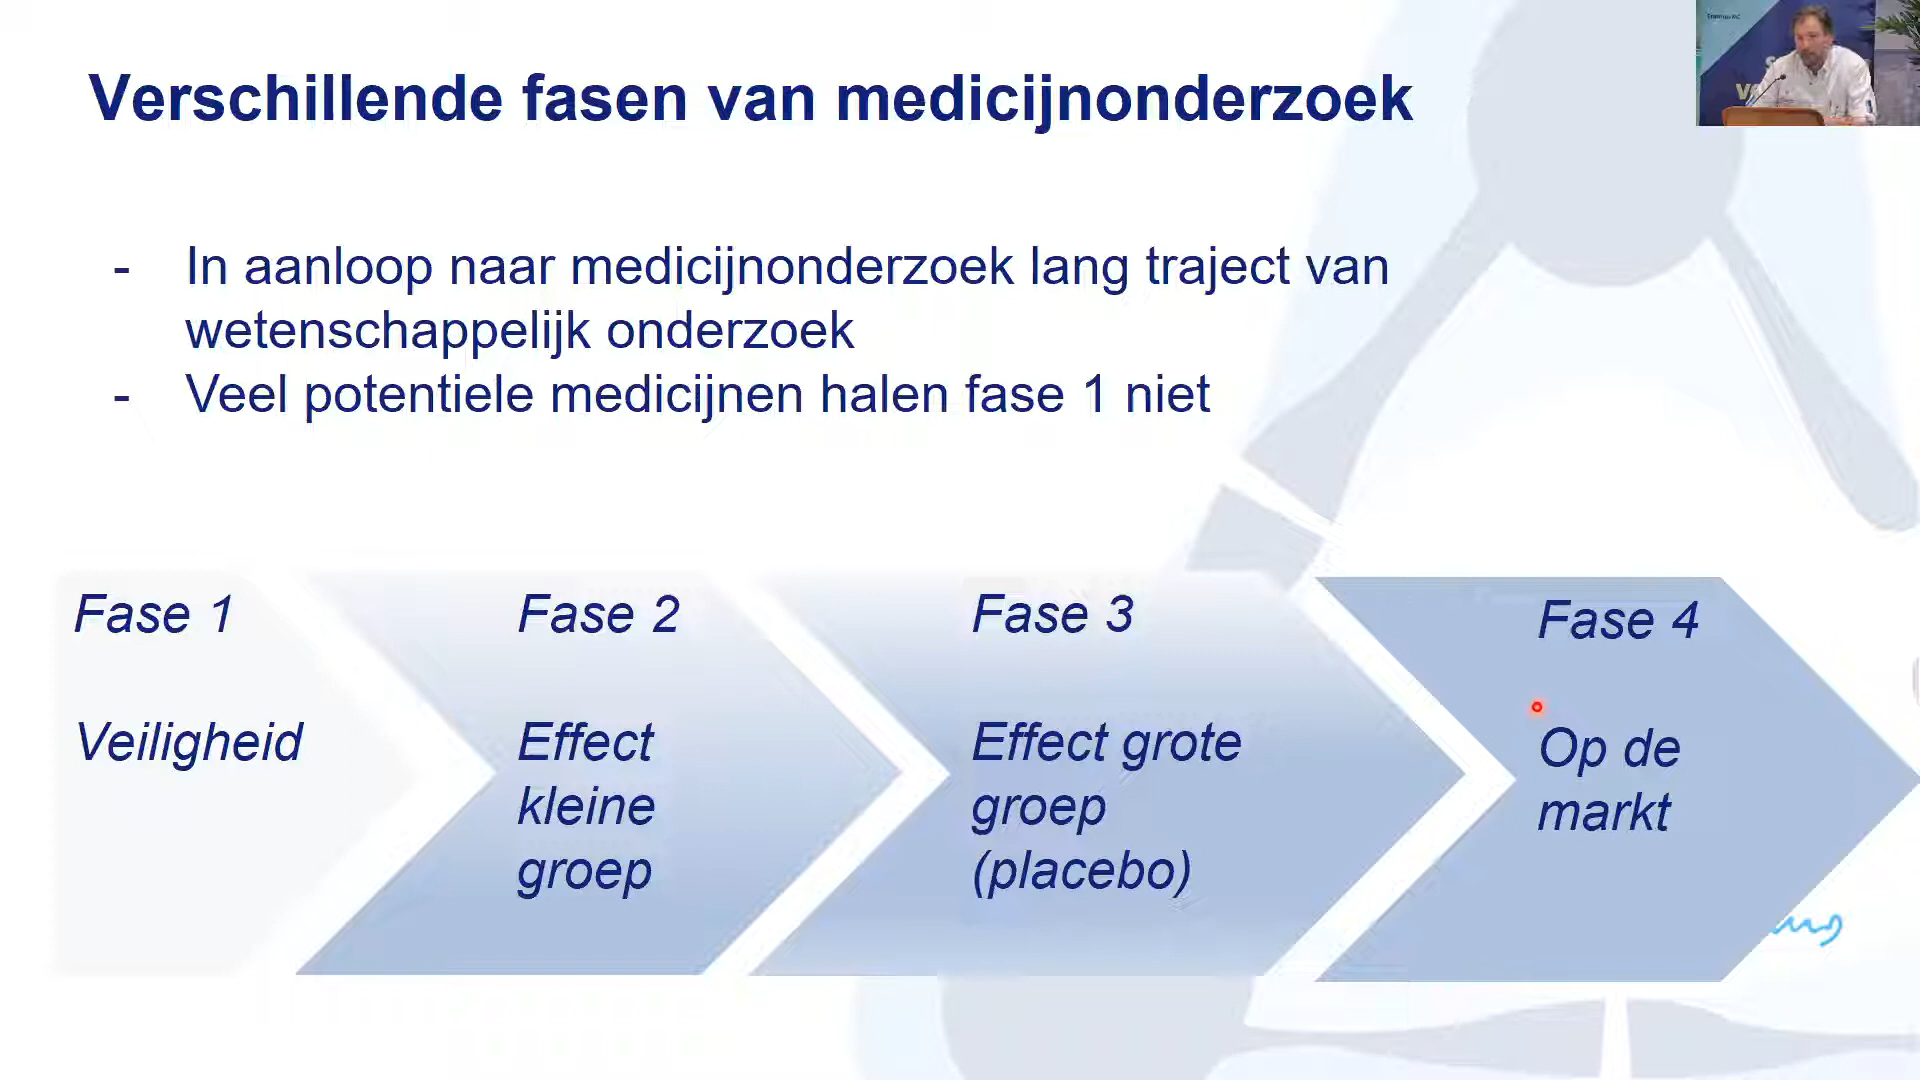 Verschillende fasen van medicijnonderzoek
- In aanloop naar medicijnonderzoek lang traject van
wetenschappelijk onderzoek
- Veel potentiele medicijnen halen fase 1 niet
Fase 1
Veiligheid
Fase 2
Effect
kleine
groep
Fase 3
Effect grote
groep
(placebo)
Fase 4
Op de
markt